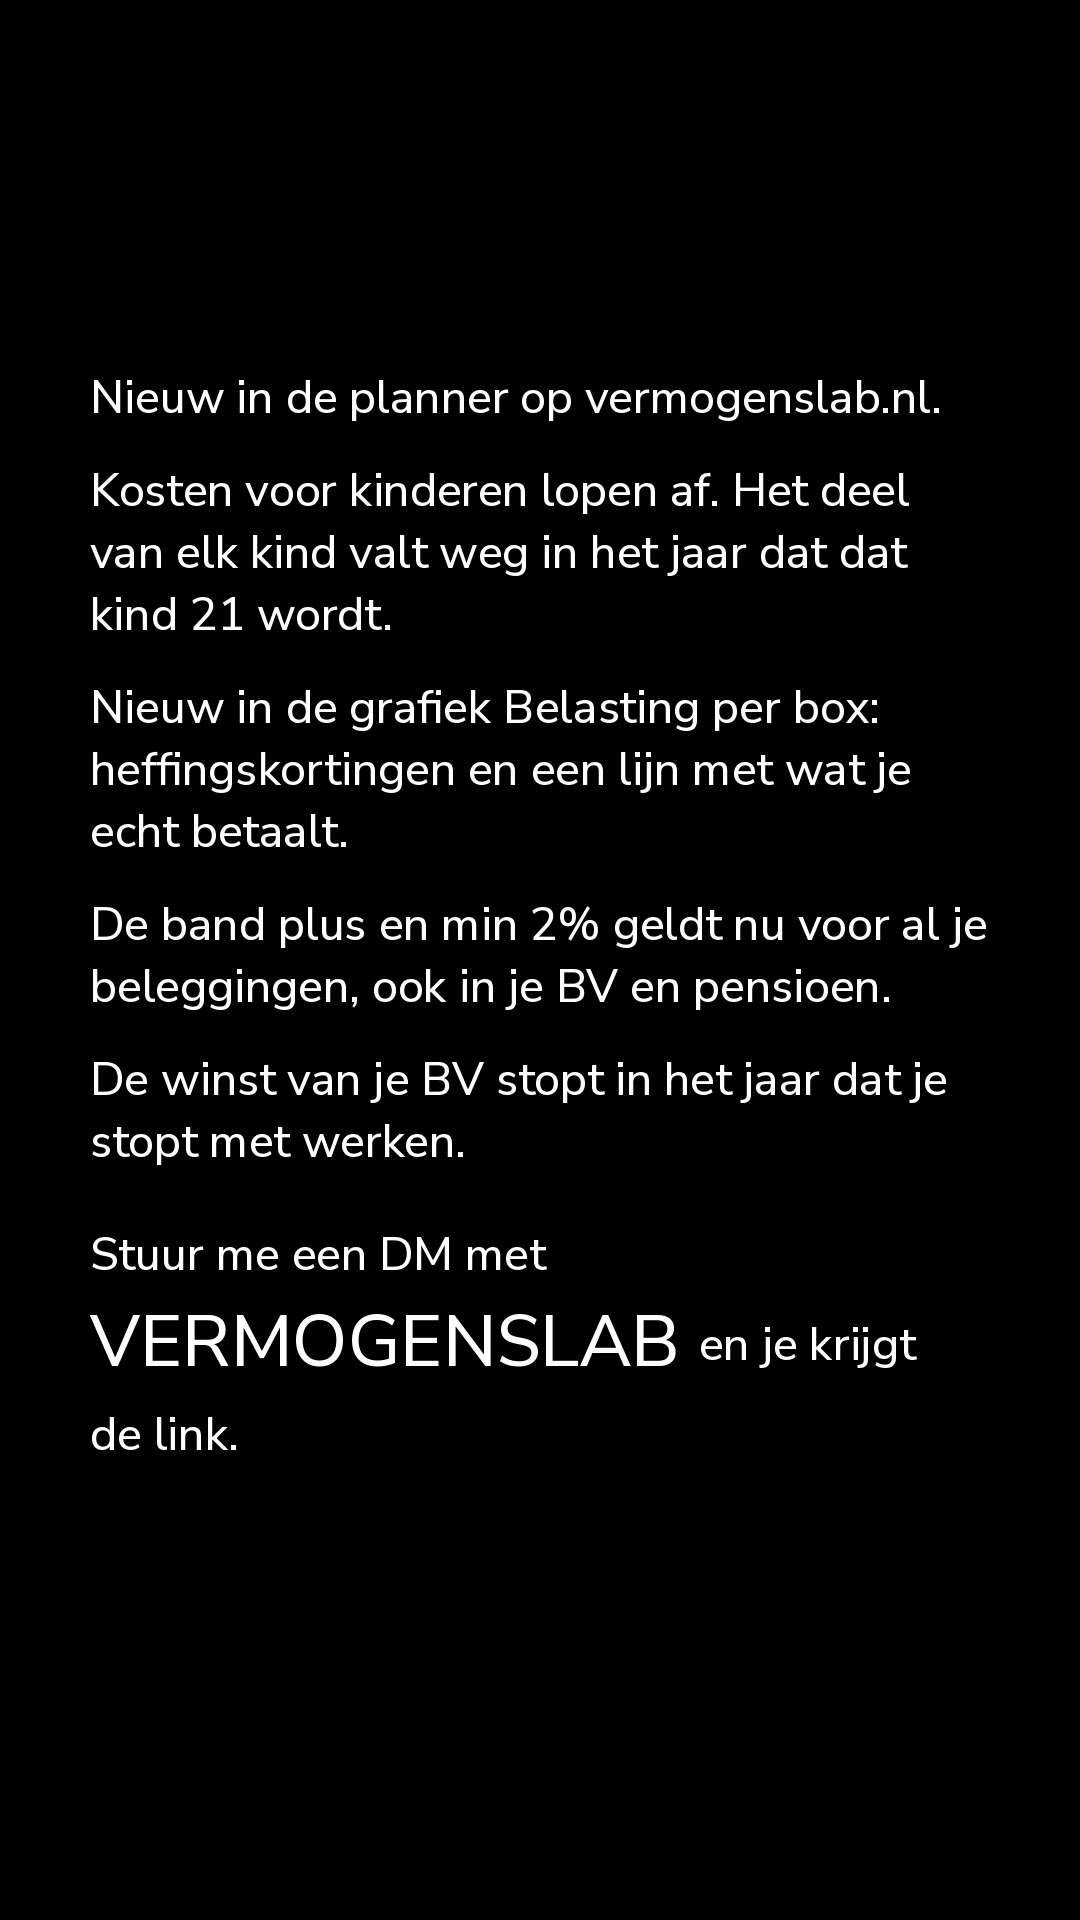 Nieuw in de planner op vermogenslab.nl.
Kosten voor kinderen lopen af. Het deel
van elk kind valt weg in het jaar dat dat
kind 21 wordt.
Nieuw in de grafiek Belasting per box:
heffingskortingen en een lijn met wat je
echt betaalt.
De band plus en min 2% geldt nu voor al je
beleggingen, ook in je BV en pensioen.
De winst van je BV stopt in het jaar dat je
stopt met werken.
Stuur me een DM met
VERMOGENSLAB en je krijgt
de link.